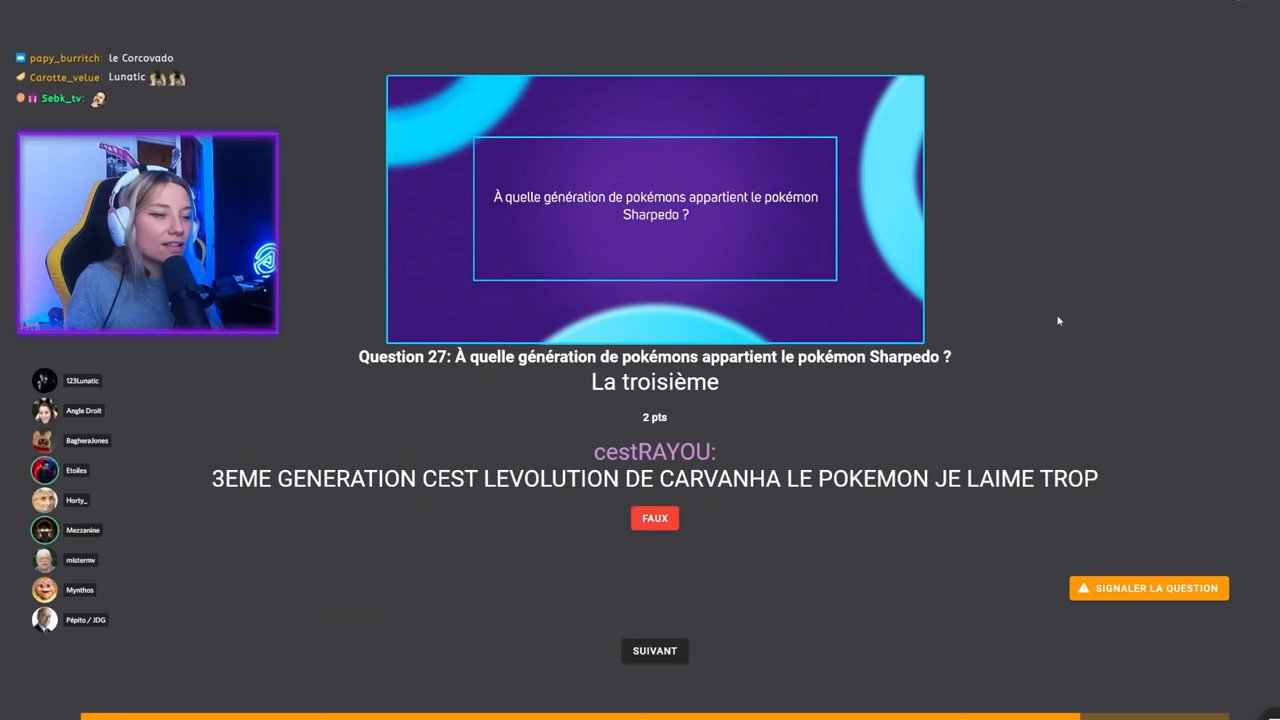 papy_burritch: le Corcovado
Carotte_velue: Lunatic
Sebk_tv:
À quelle génération de pokémons appartient le pokémon
Sharpedo ?
Question 27: À quelle génération de pokémons appartient le pokémon Sharpedo ?
La troisième
2 pts
cestRAYOU:
3EME GENERATION CEST LEVOLUTION DE CARVANHA LE POKEMON JE LAIME TROP
FAUX
123Lunatic
Angle Droit
BagheraJones
Etoiles
Horty_
Mezzanine
mistermv
Mynthos
Pépito / JDG
SIGNALER LA QUESTION
SUIVANT